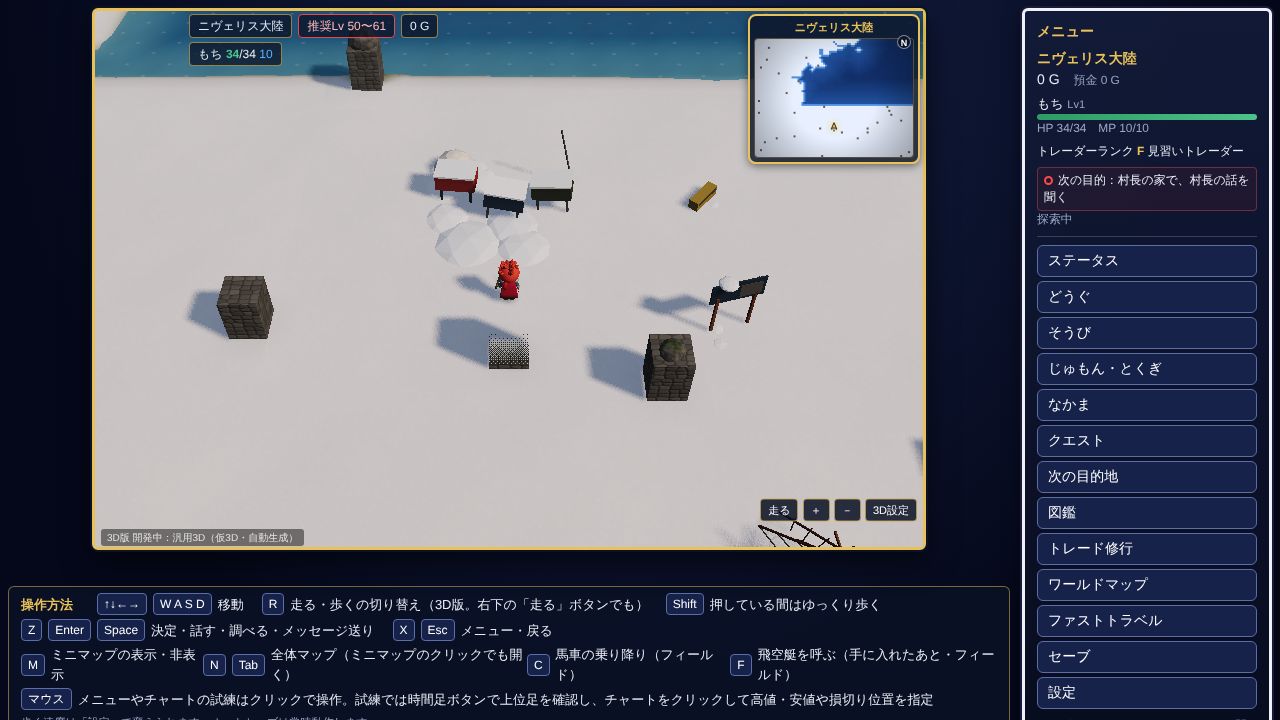 ニヴェリス大陸
推奨Lv 50〜61
0 G
もち 34/34 10
ニヴェリス大陸
N
走る
+
−
3D設定
3D版 開発中：汎用3D（仮3D・自動生成）
メニュー
ニヴェリス大陸
0 G 預金 0 G
もち Lv1
HP 34/34 MP 10/10
トレーダーランク F 見習いトレーダー
次の目的：村長の家で、村長の話を
聞く
探索中
ステータス
どうぐ
そうび
じゅもん・とくぎ
なかま
クエスト
次の目的地
図鑑
トレード修行
ワールドマップ
ファストトラベル
セーブ
設定
操作方法 ↑↓←→ W A S D 移動 R 走る・歩くの切り替え（3D版。右下の「走る」ボタンでも） Shift 押している間はゆっくり歩く
Z Enter Space 決定・話す・調べる・メッセージ送り X Esc メニュー・戻る
M ミニマップの表示・非表示 N Tab 全体マップ（ミニマップのクリックでも開く） C 馬車の乗り降り（フィールド） F 飛空艇を呼ぶ（手に入れたあと・フィールド）
マウス メニューやチャートの試練はクリックで操作。試練では時間足ボタンで上位足を確認し、チャートをクリックして高値・安値や損切り位置を指定